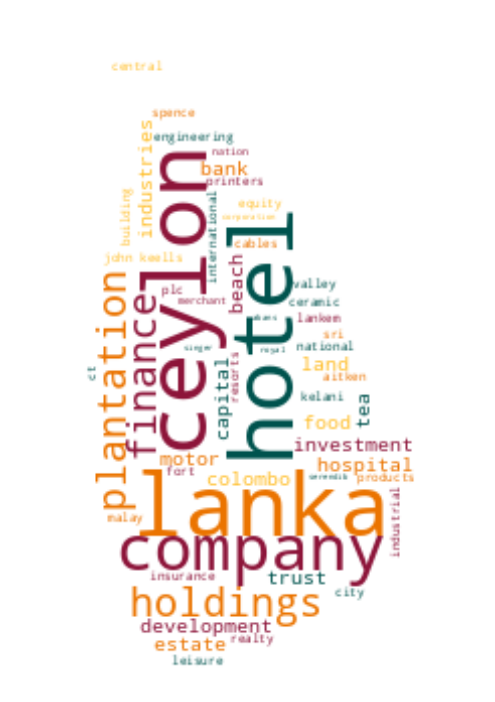 central
spence
industries
engineering
nation
bank
printers
building
international
equity
corporation
ceylon
hotel
cables
john keells
beach
plc
merchant
valley
ceramic
plantation
finance
lankem
sri
singer
royal
national
resorts
capital
land
aitken
ct
kelani
tea
food
investment
motor
fort
hospital
colombo
serendib
products
lanka
malay
industrial
company
insurance
trust
city
holdings
development
realty
estate
leisure